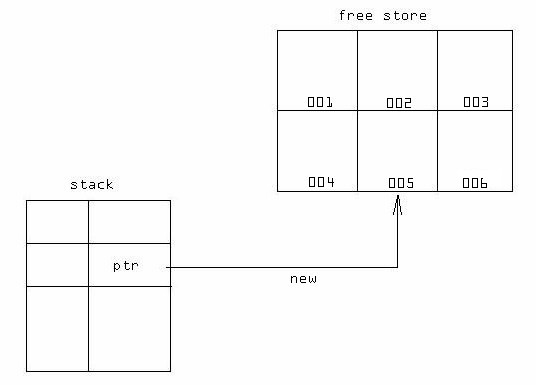 free store
001 002 003
004 005 006
stack
ptr
new